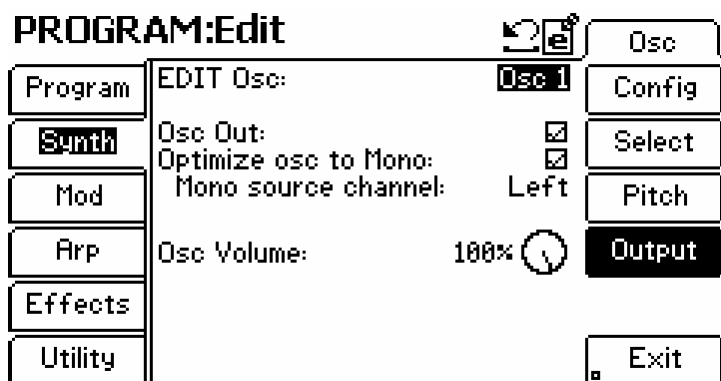 PROGRAM:Edit
e
Osc
Program
Synth
Mod
Arp
Effects
Utility
EDIT Osc: Osc 1
Osc Out:
Optimize osc to Mono:
Mono source channel: Left
Osc Volume: 100%
Config
Select
Pitch
Output
Exit